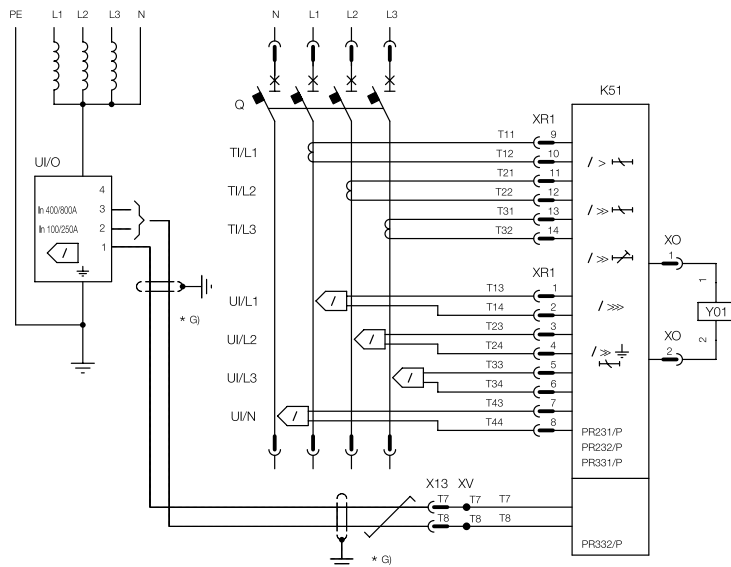 PE L1 L2 L3 N
N L1 L2 L3
Q
K51
XR1
UI/O
4
In 400/800A 3
In 100/250A 2
1
/
TI/L1
TI/L2
TI/L3
T11 9
T12 10
T21 11
T22 12
T31 13
T32 14
/ >
/ >>
/ >>
/ >>>
/ >>
XO
1
1
Y01
2
XO
2
* G)
XR1
UI/L1 / T13 1
T14 2
UI/L2 / T23 3
T24 4
UI/L3 / T33 5
T34 6
UI/N / T43 7
T44 8
PR231/P
PR232/P
PR331/P
X13 XV
T7 T7 T7
T8 T8 T8
PR332/P
* G)